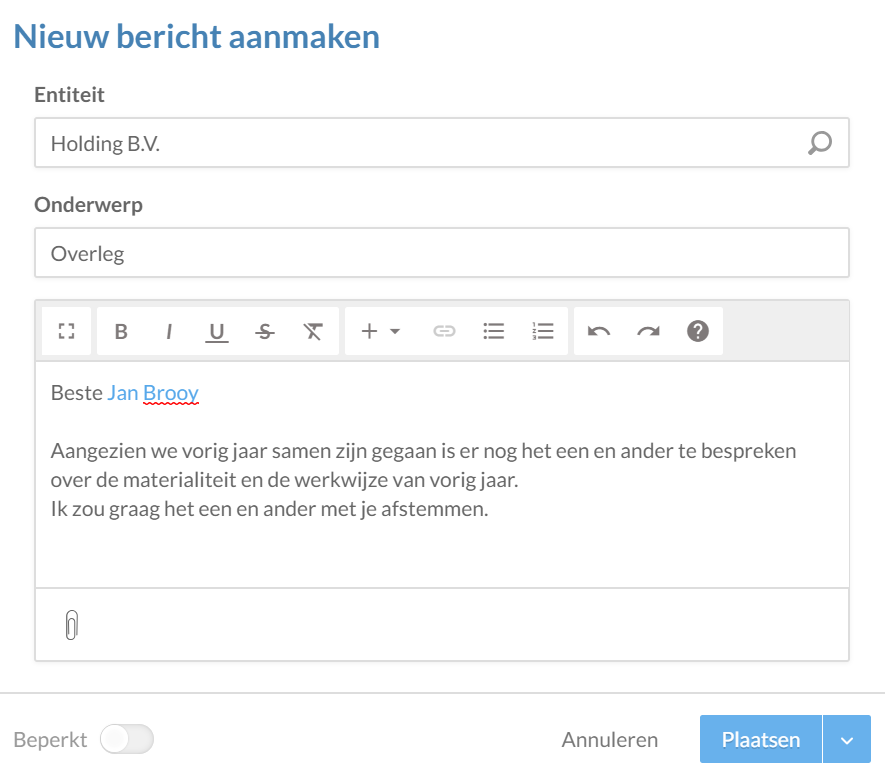 Nieuw bericht aanmaken
Entiteit
Holding B.V.
Onderwerp
Overleg
B I U S
Beste Jan Brooy
Aangezien we vorig jaar samen zijn gegaan is er nog het een en ander te bespreken
over de materialiteit en de werkwijze van vorig jaar.
Ik zou graag het een en ander met je afstemmen.
Beperkt
Annuleren
Plaatsen